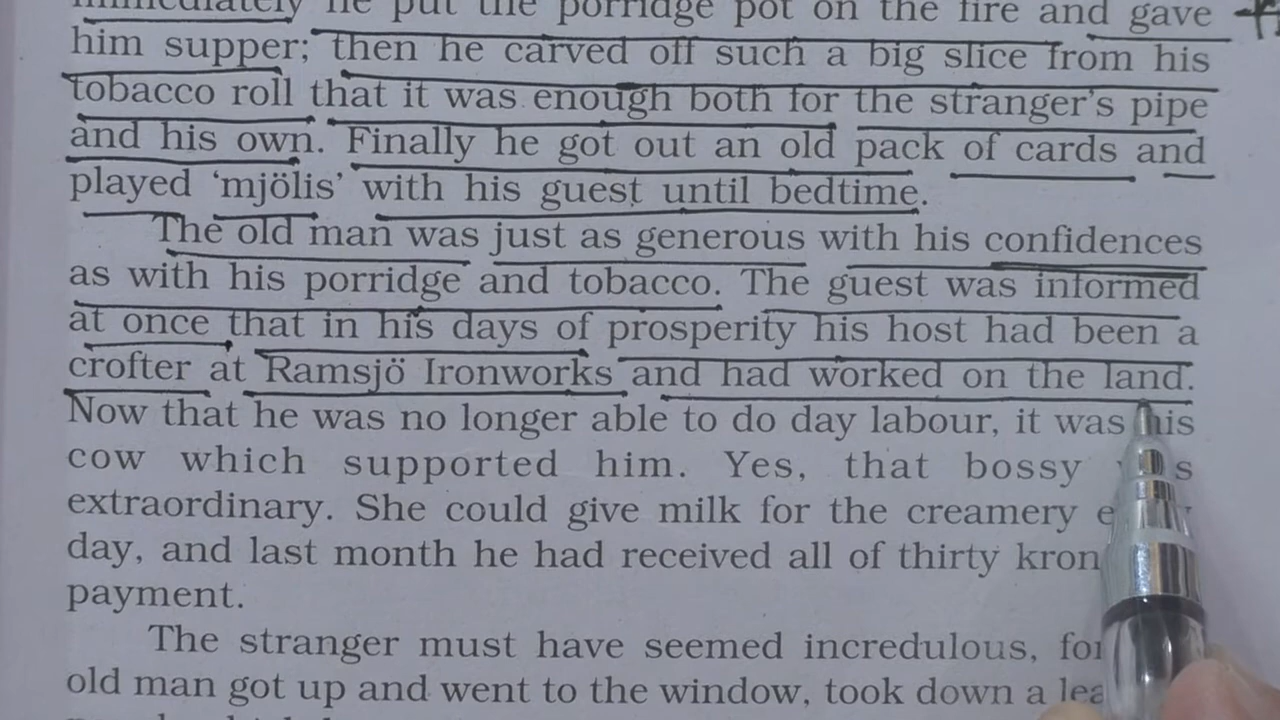 immediately he put the porridge pot on the fire and gave
him supper; then he carved off such a big slice from his
tobacco roll that it was enough both for the stranger's pipe
and his own. Finally he got out an old pack of cards and
played ‘mjölis’ with his guest until bedtime.
The old man was just as generous with his confidences
as with his porridge and tobacco. The guest was informed
at once that in his days of prosperity his host had been a
crofter at Ramsjö Ironworks and had worked on the land.
Now that he was no longer able to do day labour, it was his
cow which supported him. Yes, that bossy
extraordinary. She could give milk for the creamery
day, and last month he had received all of thirty
payment.
The stranger must have seemed incredulous,
old man got up and went to the window, took down a